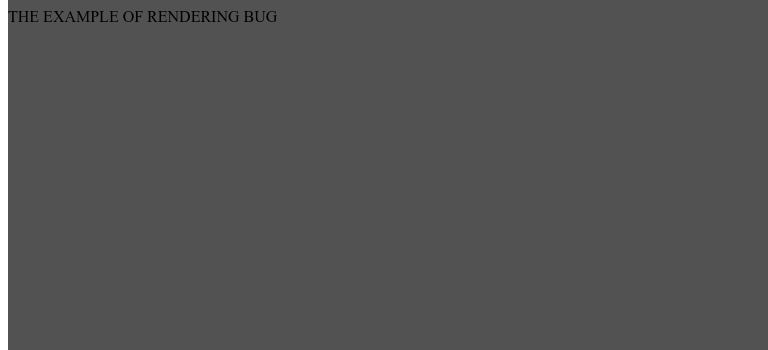 THE EXAMPLE OF RENDERING BUG